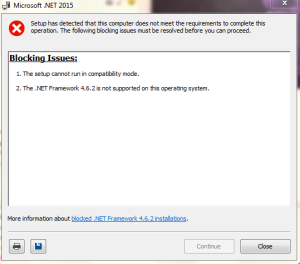 Microsoft .NET 2015
Setup has detected that this computer does not meet the requirements to complete this
operation. The following blocking issues must be resolved before you can proceed.
Blocking Issues:
1. The setup cannot run in compatibility mode.
2. The .NET Framework 4.6.2 is not supported on this operating system.
More information about blocked .NET Framework 4.6.2 installations.
Continue
Close